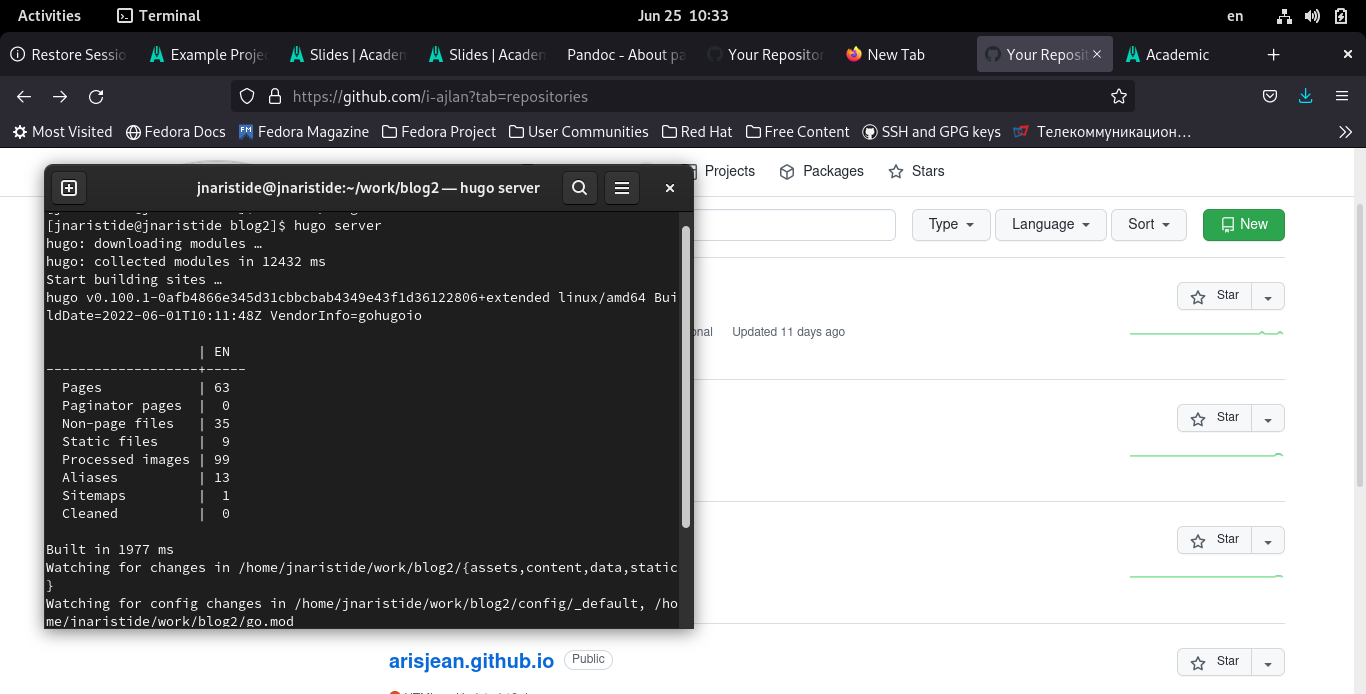 Activities Terminal Jun 25 10:33 en
Restore Sessio Example Proje Slides | Academ Slides | Academ Pandoc - About pa Your Repositor New Tab Your Reposit Academic
https://github.com/i-ajlan?tab=repositories
Most Visited Fedora Docs Fedora Magazine Fedora Project User Communities Red Hat Free Content SSH and GPG keys Телекоммуникацион…
Projects Packages Stars
jnaristide@jnaristide:~/work/blog2 — hugo server
Type Language Sort New
[jnaristide@jnaristide blog2]$ hugo server
hugo: downloading modules …
hugo: collected modules in 12432 ms
Start building sites …
hugo v0.100.1-0afb4866e345d31cbbcbab4349e43f1d36122806+extended linux/amd64 Bui
ldDate=2022-06-01T10:11:48Z VendorInfo=gohugoio
| EN
-------------------+-----
Pages | 63
Paginator pages | 0
Non-page files | 35
Static files | 9
Processed images | 99
Aliases | 13
Sitemaps | 1
Cleaned | 0
Built in 1977 ms
Watching for changes in /home/jnaristide/work/blog2/{assets,content,data,static
}
Watching for config changes in /home/jnaristide/work/blog2/config/_default, /ho
me/jnaristide/work/blog2/go.mod
Star
onal Updated 11 days ago
Star
Star
arisjean.github.io Public Star